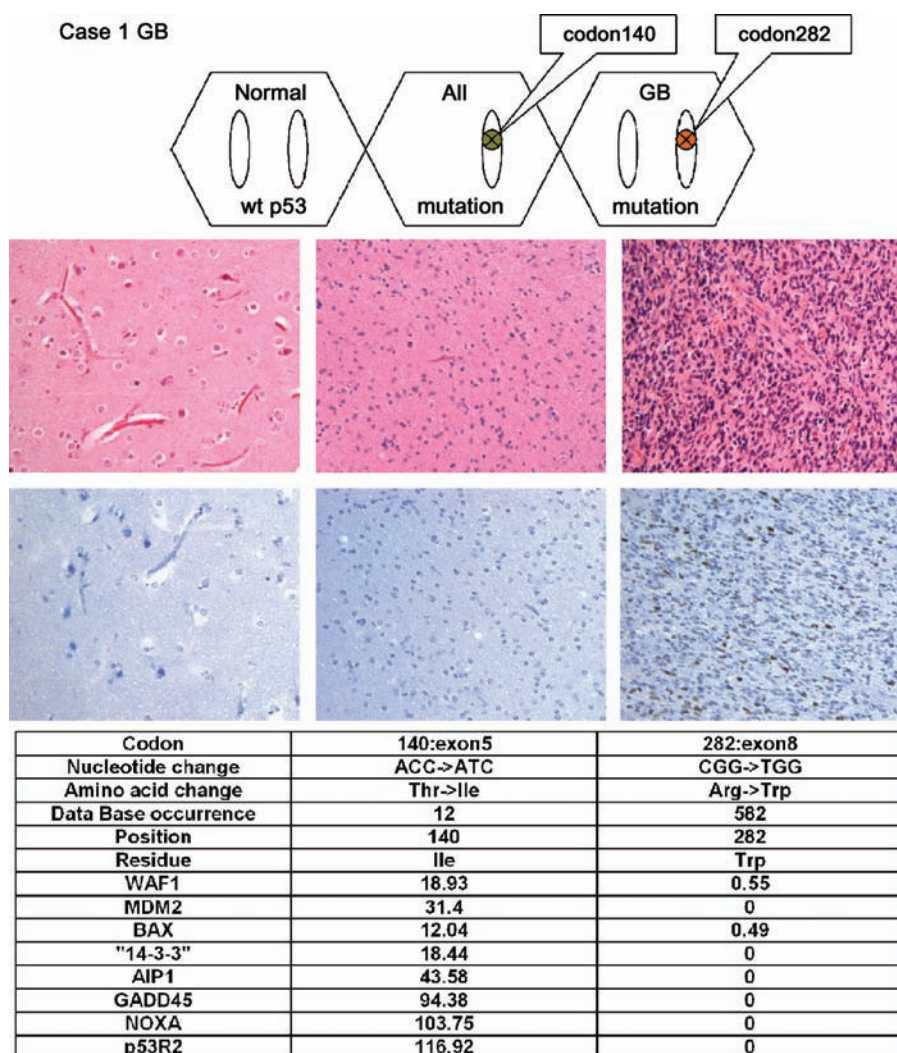 Case 1 GB
codon140
codon282
Normal
All
GB
wt p53
mutation
mutation
Codon 140:exon5 282:exon8
Nucleotide change ACC->ATC CGG->TGG
Amino acid change Thr->Ile Arg->Trp
Data Base occurrence 12 582
Position 140 282
Residue Ile Trp
WAF1 18.93 0.55
MDM2 31.4 0
BAX 12.04 0.49
"14-3-3" 18.44 0
AIP1 43.58 0
GADD45 94.38 0
NOXA 103.75 0
p53R2 116.92 0